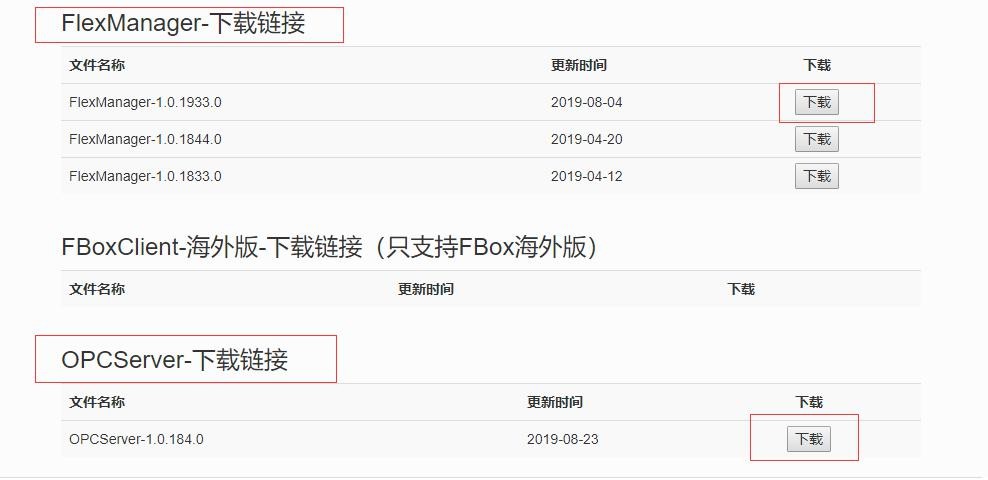 FlexManager-下载链接
文件名称 更新时间 下载
FlexManager-1.0.1933.0 2019-08-04 下载
FlexManager-1.0.1844.0 2019-04-20 下载
FlexManager-1.0.1833.0 2019-04-12 下载
FBoxClient-海外版-下载链接（只支持FBox海外版）
文件名称 更新时间 下载
OPCServer-下载链接
文件名称 更新时间 下载
OPCServer-1.0.184.0 2019-08-23 下载